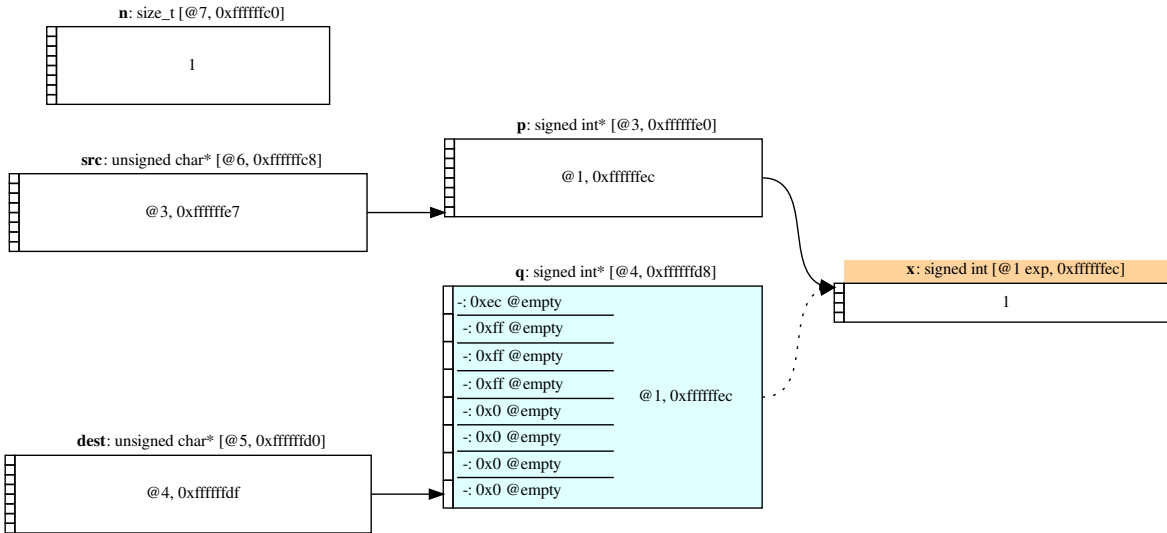 n: size_t [@7, 0xffffffc0]
1
src: unsigned char* [@6, 0xffffffc8]
@3, 0xffffffe7
p: signed int* [@3, 0xffffffe0]
@1, 0xffffffec
q: signed int* [@4, 0xffffffd8]
-: 0xec @empty
-: 0xff @empty
-: 0xff @empty
-: 0xff @empty
-: 0x0 @empty
-: 0x0 @empty
-: 0x0 @empty
-: 0x0 @empty
@1, 0xffffffec
x: signed int [@1 exp, 0xffffffec]
1
dest: unsigned char* [@5, 0xffffffd0]
@4, 0xffffffdf